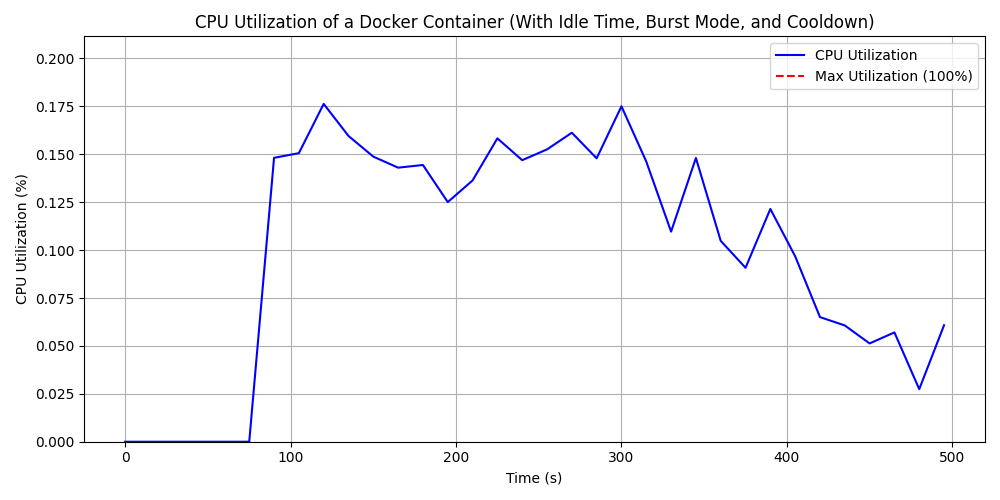 CPU Utilization of a Docker Container (With Idle Time, Burst Mode, and Cooldown)
CPU Utilization
Max Utilization (100%)
CPU Utilization (%)
0.200
0.175
0.150
0.125
0.100
0.075
0.050
0.025
0.000
0 100 200 300 400 500
Time (s)